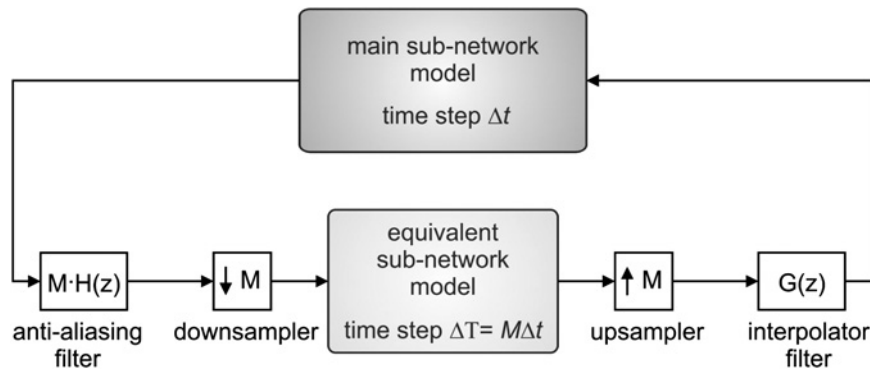 main sub-network
model
time step Δt
M·H(z)
anti-aliasing
filter
↓ M
downsampler
equivalent
sub-network
model
time step ΔT= MΔt
↑ M
upsampler
G(z)
interpolator
filter